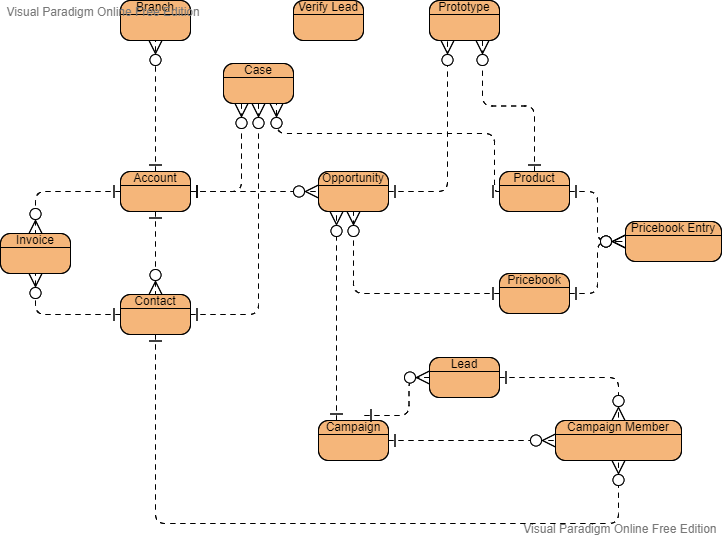 Visual Paradigm Online Free Edition
Branch
Verify Lead
Prototype
Case
Account
Opportunity
Product
Invoice
Pricebook Entry
Contact
Pricebook
Lead
Campaign
Campaign Member
Visual Paradigm Online Free Edition